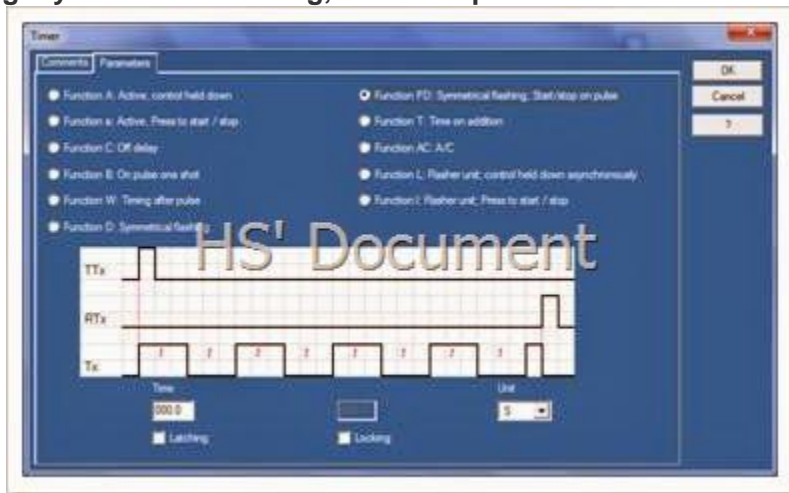 Timer
Comments Parameters
OK
Cancel
?
Function A: Active, control held down
Function a: Active, Press to start / stop
Function C: Off delay
Function B: On pulse one shot
Function W: Timing after pulse
Function D: Symmetrical flashing
Function PD: Symmetrical flashing; Start/stop on pulse
Function T: Time on addition
Function AC: A/C
Function L: Flasher unit; control held down asynchronously
Function l: Flasher unit; Press to start / stop
HS' Document
TTx
RTx
Tx
Time
Unit
000.0
S
Latching
Locking